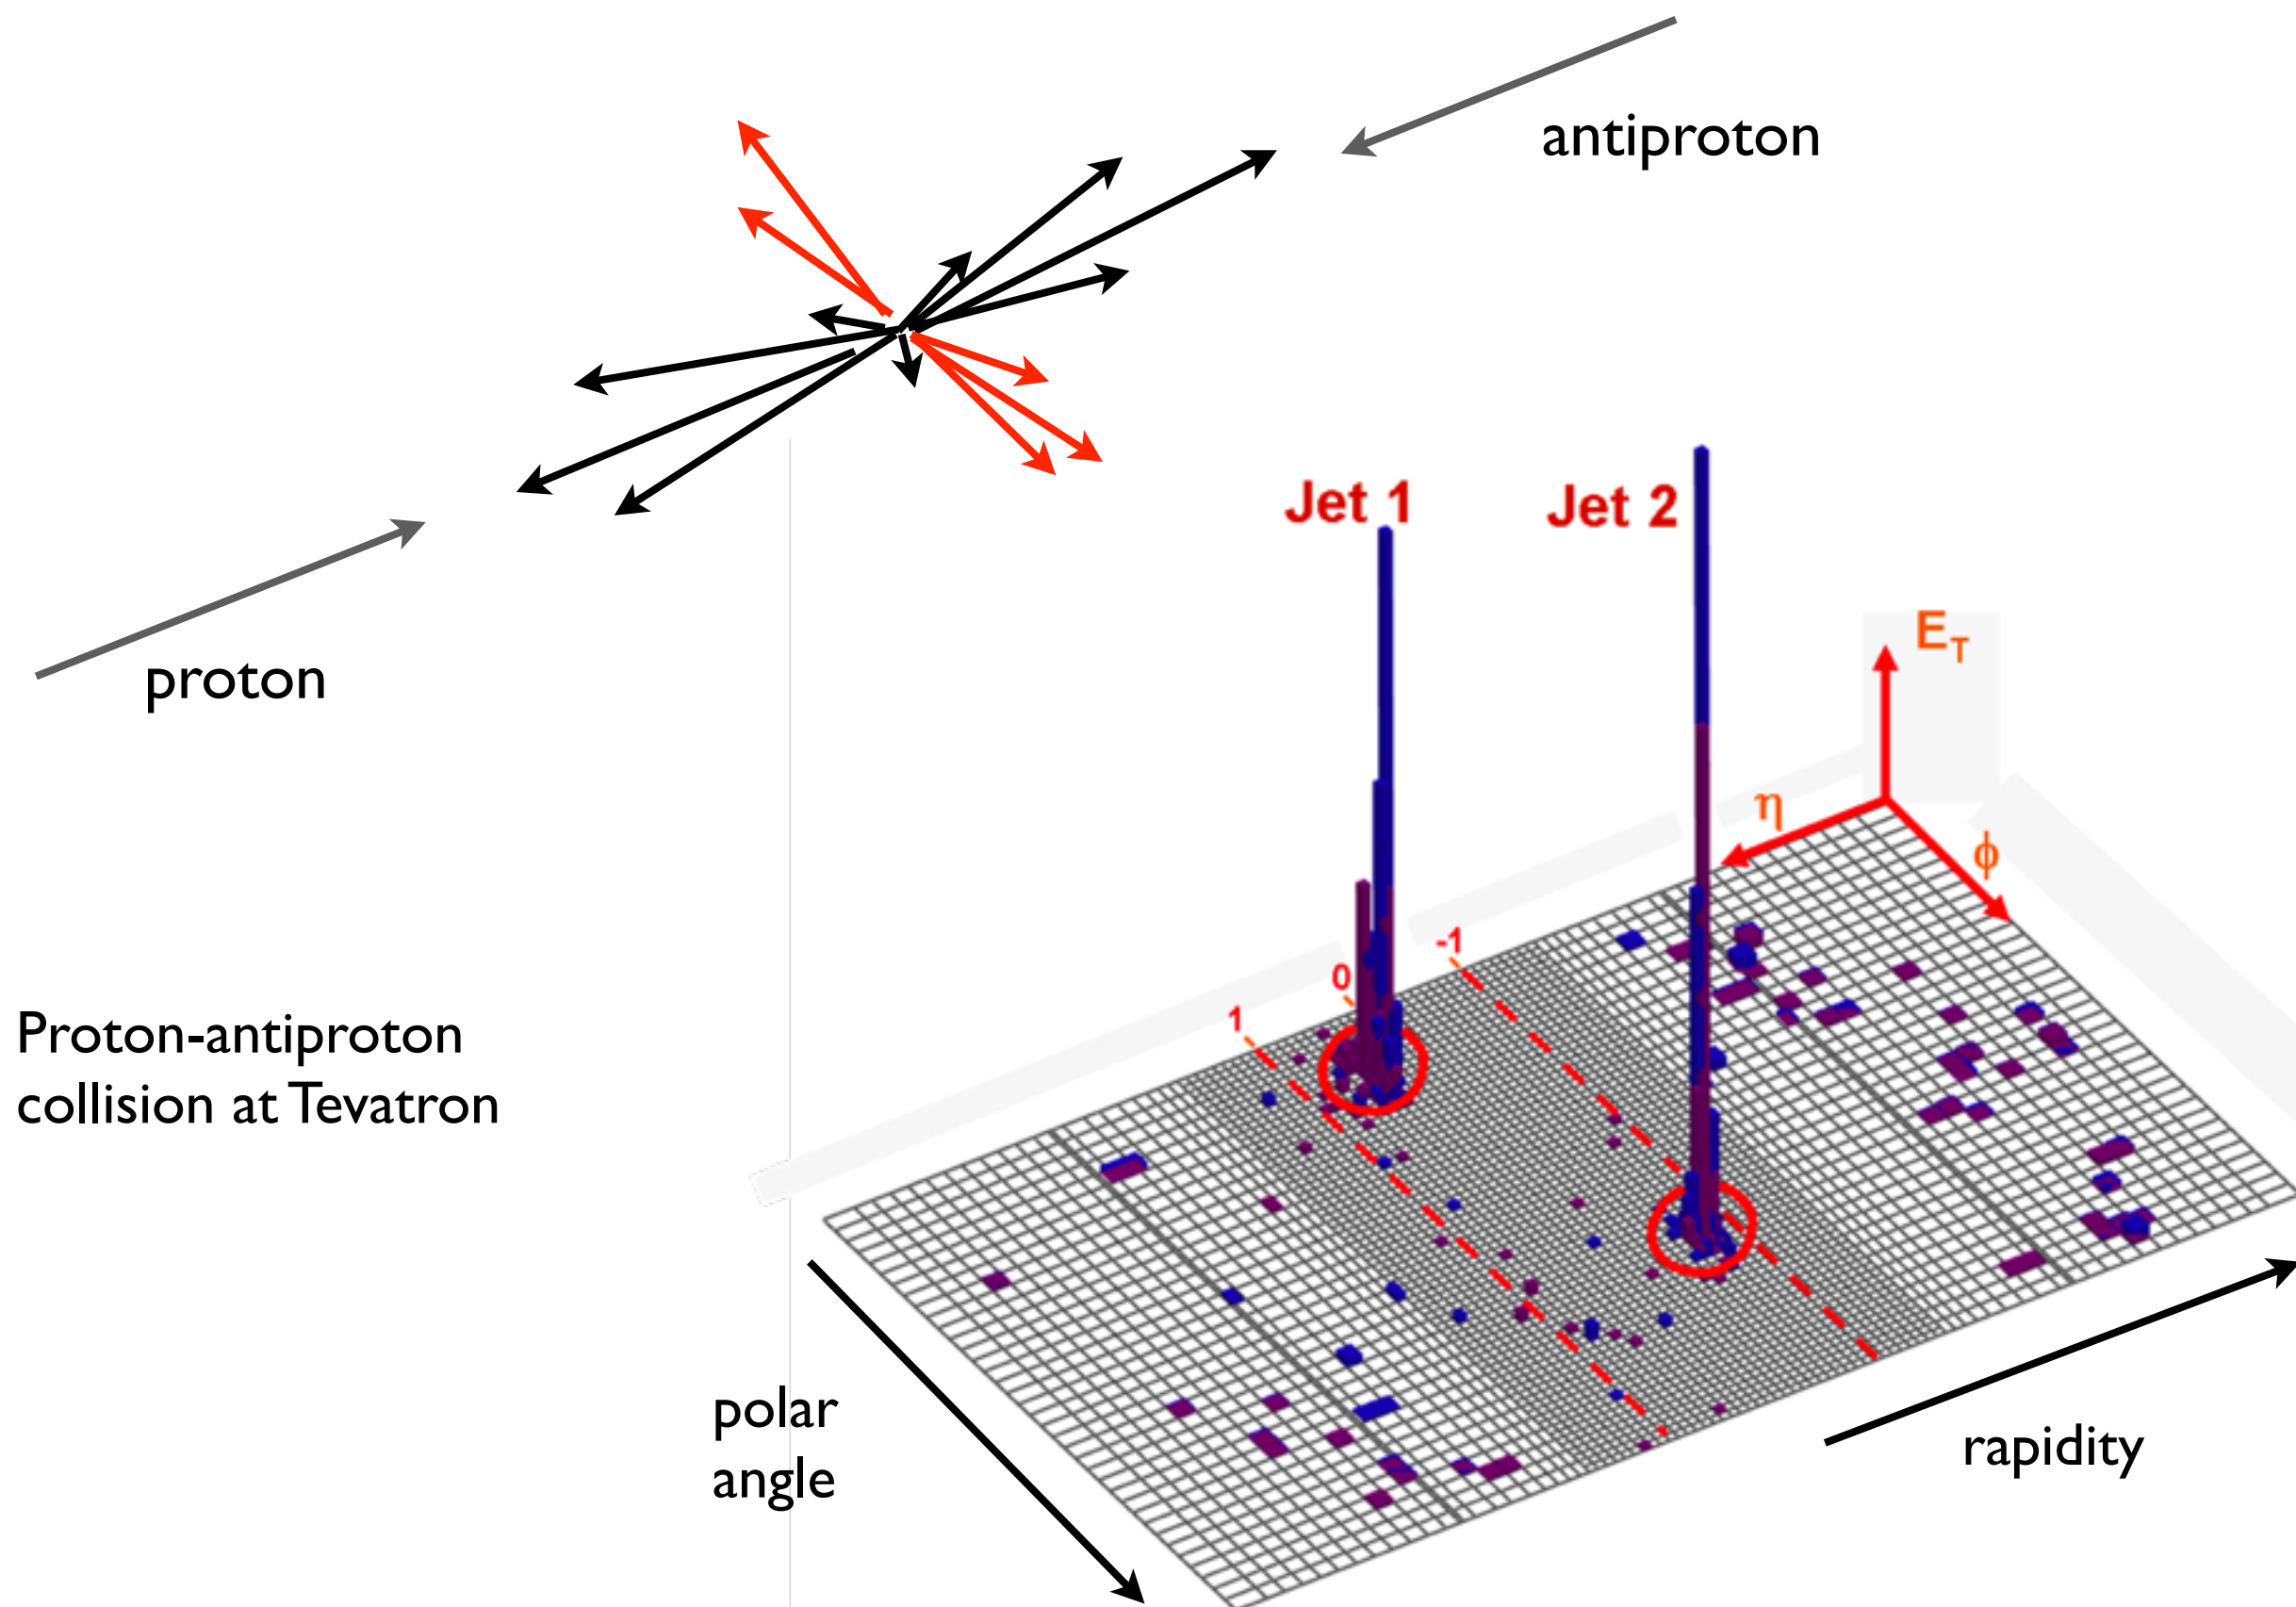 antiproton
proton
Jet 1
Jet 2
E_T
η
ϕ
-1
0
1
Proton-antiproton
collision at Tevatron
polar
angle
rapidity